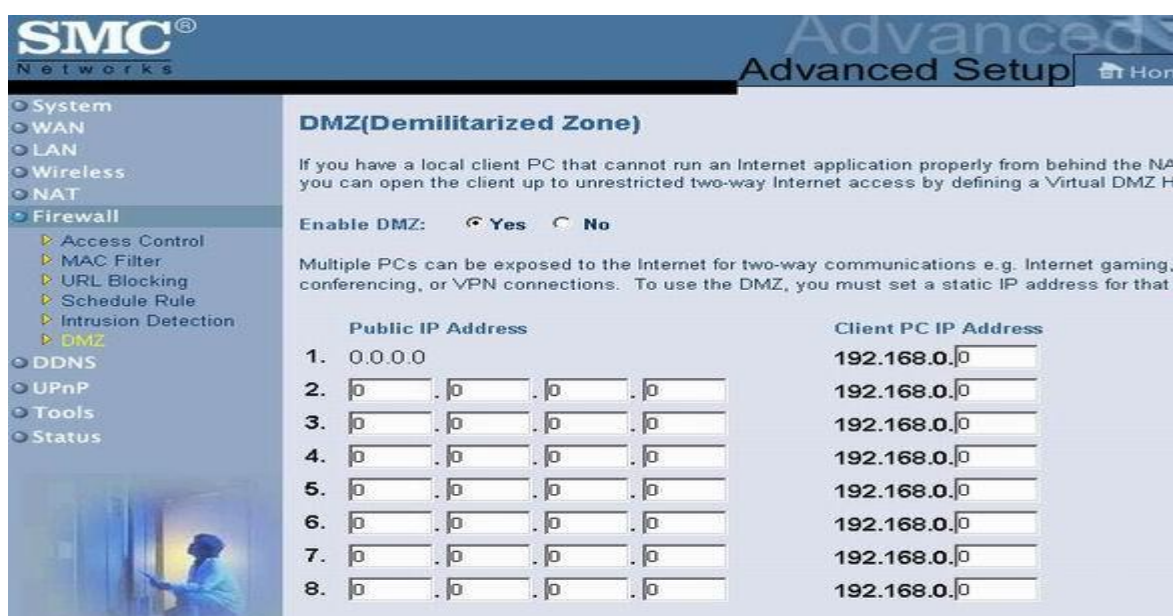 SMC®
Networks
Advanced
Advanced Setup
System
WAN
LAN
Wireless
NAT
Firewall
Access Control
MAC Filter
URL Blocking
Schedule Rule
Intrusion Detection
DMZ
DDNS
UPnP
Tools
Status
DMZ(Demilitarized Zone)
If you have a local client PC that cannot run an Internet application properly from behind the
you can open the client up to unrestricted two-way Internet access by defining a Virtual DMZ
Enable DMZ: Yes No
Multiple PCs can be exposed to the Internet for two-way communications e.g. Internet gaming,
conferencing, or VPN connections. To use the DMZ, you must set a static IP address for that
Public IP Address Client PC IP Address
1. 0.0.0.0 192.168.0.0
2. 0 . 0 . 0 . 0 192.168.0.0
3. 0 . 0 . 0 . 0 192.168.0.0
4. 0 . 0 . 0 . 0 192.168.0.0
5. 0 . 0 . 0 . 0 192.168.0.0
6. 0 . 0 . 0 . 0 192.168.0.0
7. 0 . 0 . 0 . 0 192.168.0.0
8. 0 . 0 . 0 . 0 192.168.0.0